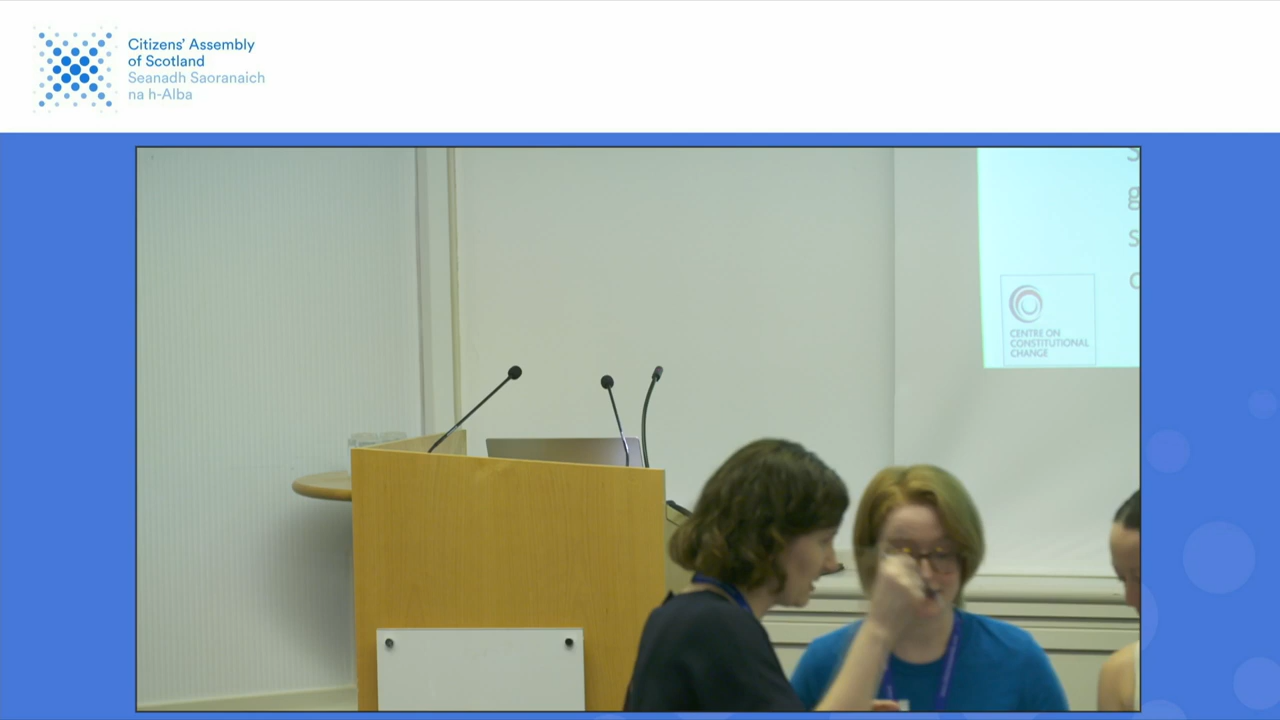 Citizens' Assembly
of Scotland
Seanadh Saoranaich
na h-Alba
CENTRE ON
CONSTITUTIONAL
CHANGE